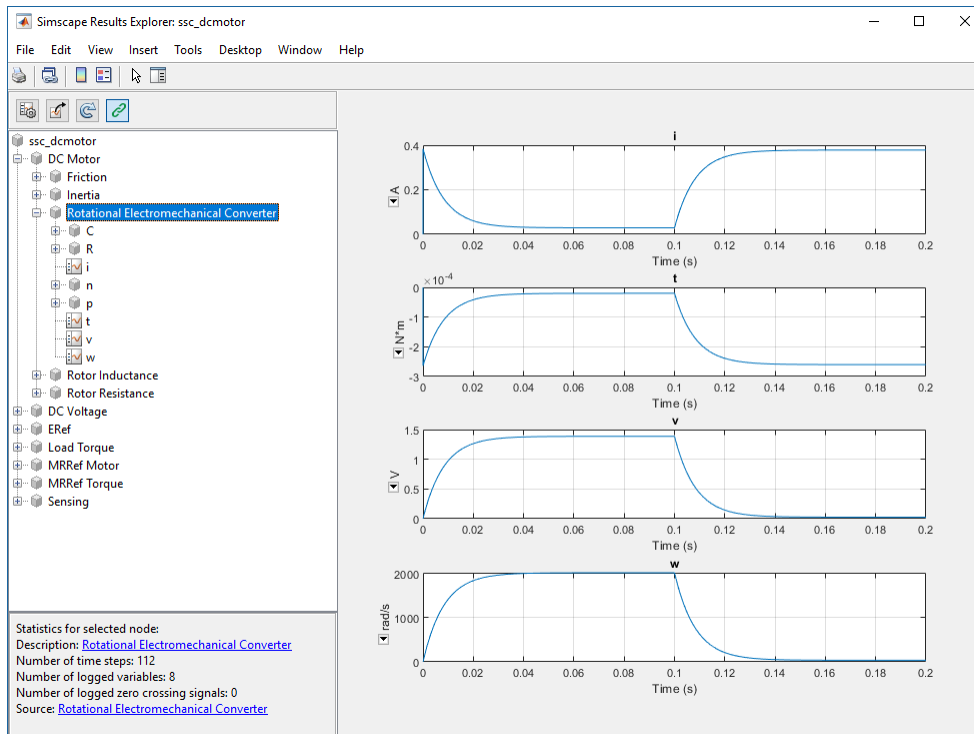 Simscape Results Explorer: ssc_dcmotor
File Edit View Insert Tools Desktop Window Help
ssc_dcmotor
DC Motor
Friction
Inertia
Rotational Electromechanical Converter
C
R
i
n
p
t
v
w
Rotor Inductance
Rotor Resistance
DC Voltage
ERef
Load Torque
MRRef Motor
MRRef Torque
Sensing
Statistics for selected node:
Description: Rotational Electromechanical Converter
Number of time steps: 112
Number of logged variables: 8
Number of logged zero crossing signals: 0
Source: Rotational Electromechanical Converter
i
0.4
0.2
0
A
0 0.02 0.04 0.06 0.08 0.1 0.12 0.14 0.16 0.18 0.2
Time (s)
t
×10⁻⁴
0
-1
-2
-3
N*m
0 0.02 0.04 0.06 0.08 0.1 0.12 0.14 0.16 0.18 0.2
Time (s)
v
1.5
1
0.5
0
V
0 0.02 0.04 0.06 0.08 0.1 0.12 0.14 0.16 0.18 0.2
Time (s)
w
2000
1000
0
rad/s
0 0.02 0.04 0.06 0.08 0.1 0.12 0.14 0.16 0.18 0.2
Time (s)